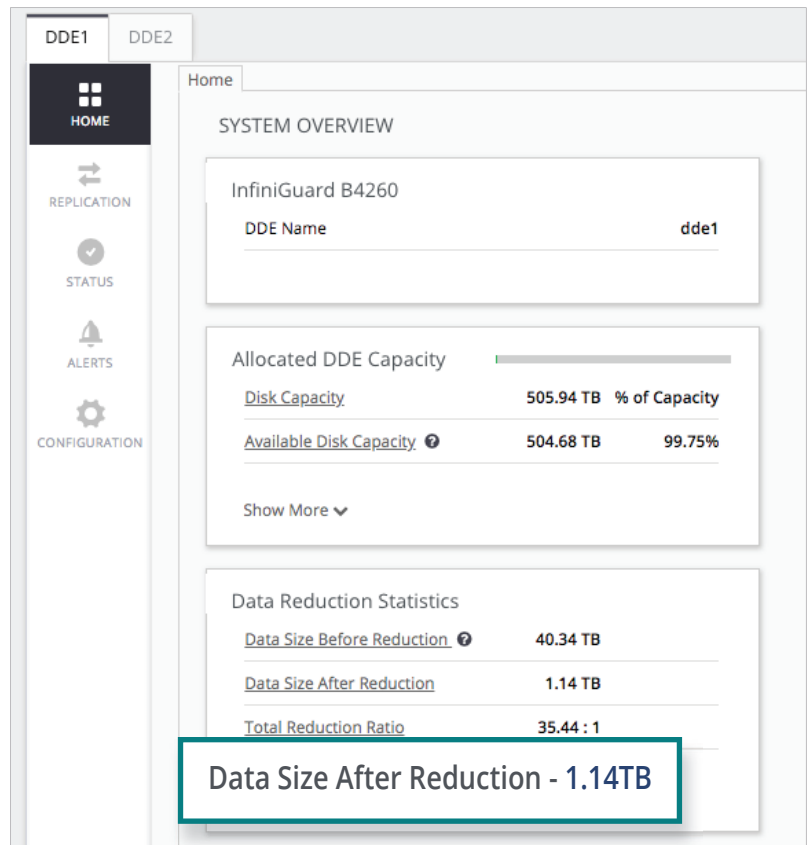 DDE1 DDE2
Home
HOME
SYSTEM OVERVIEW
REPLICATION
STATUS
ALERTS
CONFIGURATION
InfiniGuard B4260
DDE Name dde1
Allocated DDE Capacity
Disk Capacity 505.94 TB % of Capacity
Available Disk Capacity ? 504.68 TB 99.75%
Show More
Data Reduction Statistics
Data Size Before Reduction ? 40.34 TB
Data Size After Reduction 1.14 TB
Total Reduction Ratio 35.44 : 1
Data Size After Reduction - 1.14TB